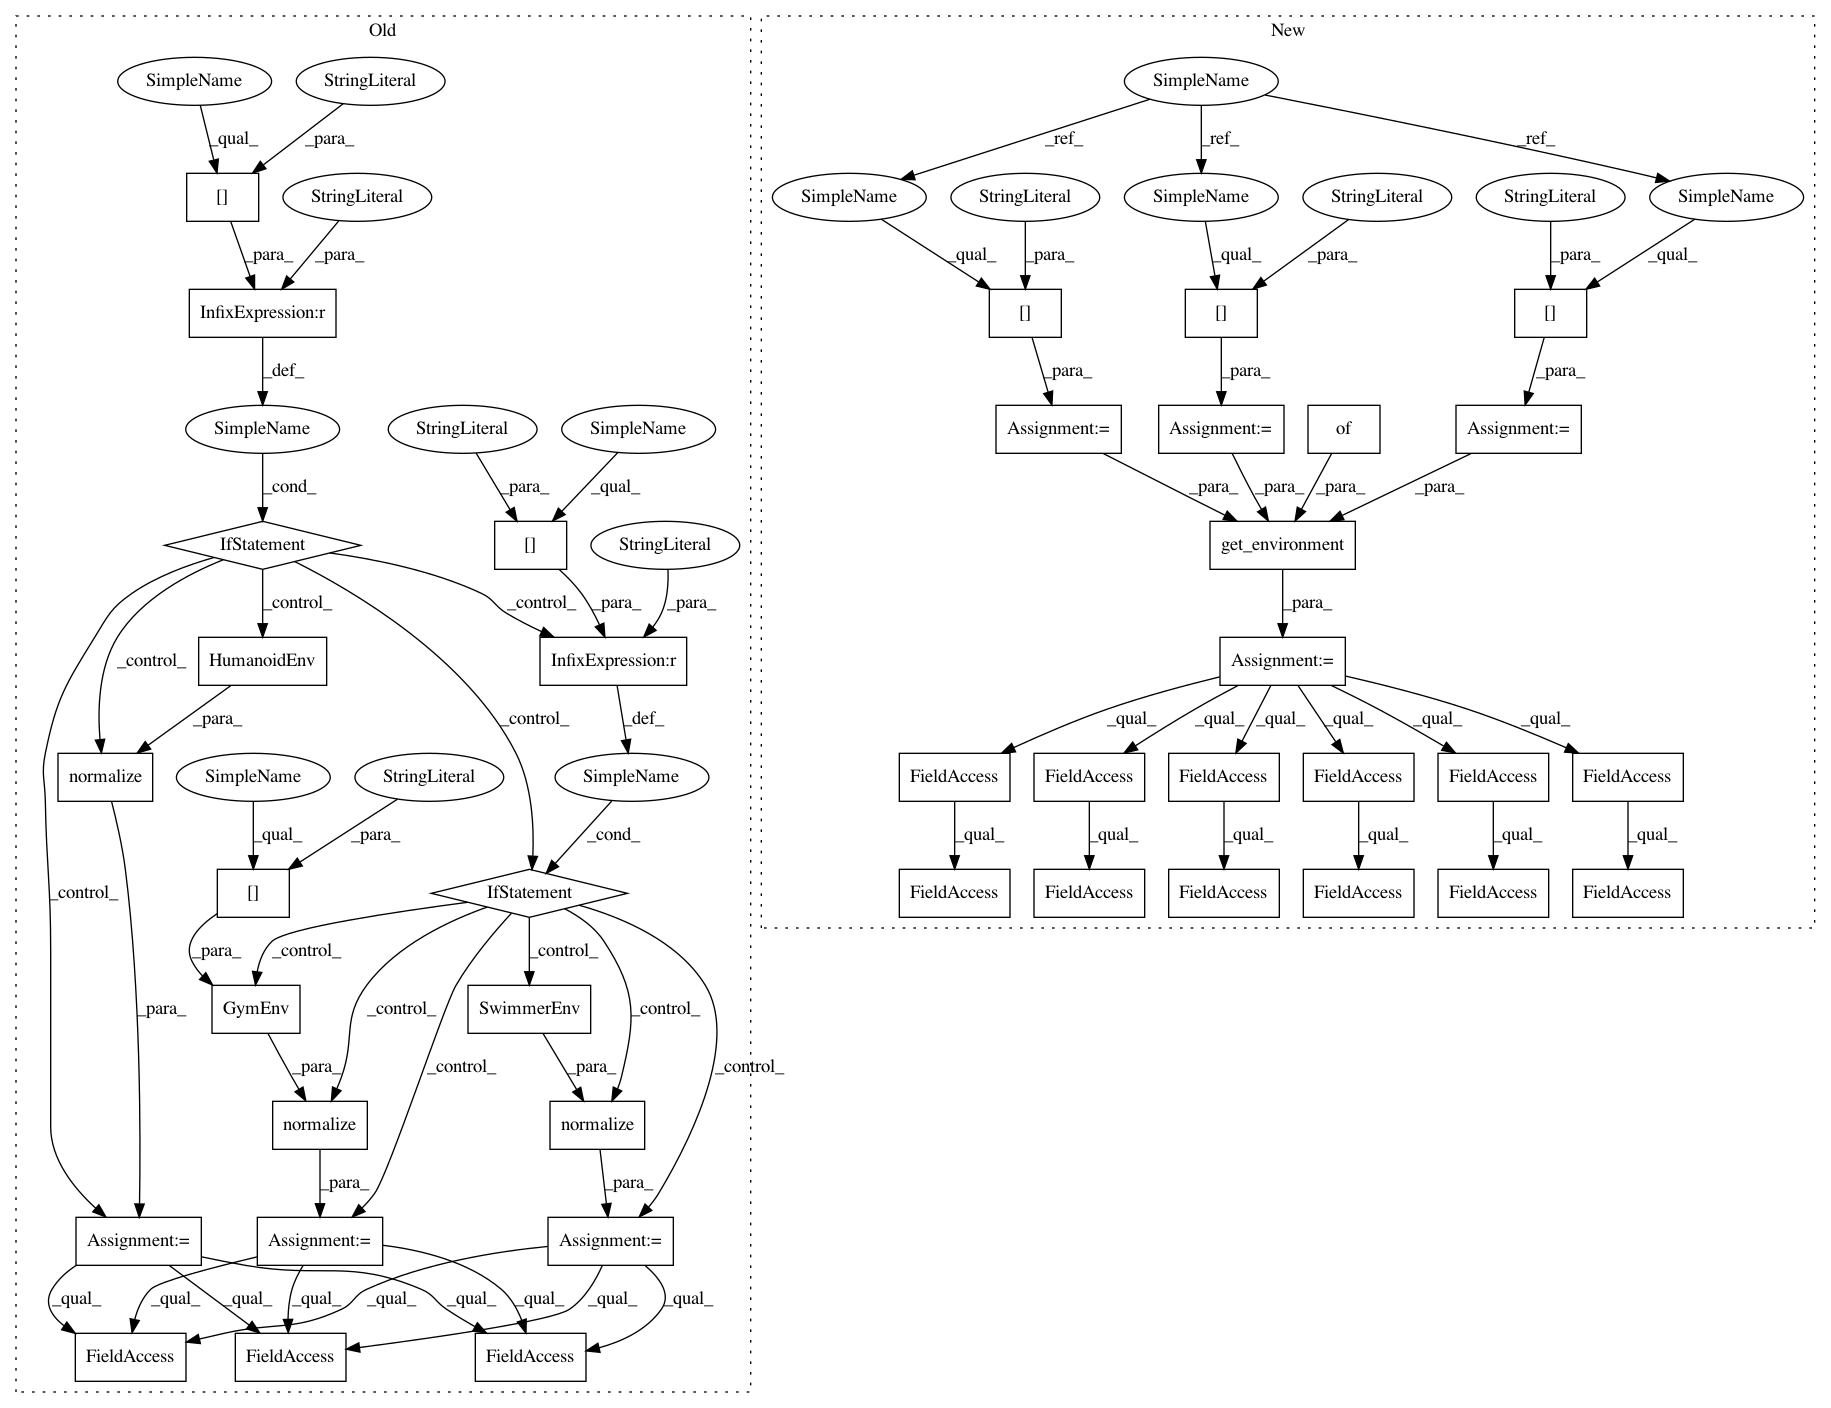 Old
SimpleName
StringLiteral
_qual_
_para_
[]
StringLiteral
_para_
_para_
InfixExpression:r
_def_
SimpleName
StringLiteral
SimpleName
_cond_
_para_
_qual_
IfStatement
[]
StringLiteral
_control_
_control_
_para_
_para_
_control_
HumanoidEnv
InfixExpression:r
_para_
_control_
_def_
normalize
SimpleName
StringLiteral
SimpleName
_qual_
_para_
_cond_
_control_
[]
IfStatement
_para_
_control_
_control_
_para_
GymEnv
SwimmerEnv
_control_
_control_
_para_
_control_
_para_
_control_
normalize
normalize
_para_
_para_
Assignment:=
Assignment:=
Assignment:=
_qual_
_qual_
_qual_
_qual_
_qual_
_qual_
_qual_
_qual_
_qual_
FieldAccess
FieldAccess
FieldAccess
New
SimpleName
_ref_
_ref_
_ref_
SimpleName
StringLiteral
SimpleName
StringLiteral
StringLiteral
SimpleName
_qual_
_para_
_qual_
_para_
_para_
_qual_
[]
[]
[]
_para_
_para_
_para_
Assignment:=
Assignment:=
of
Assignment:=
_para_
_para_
_para_
_para_
get_environment
_para_
Assignment:=
_qual_
_qual_
_qual_
_qual_
_qual_
_qual_
FieldAccess
FieldAccess
FieldAccess
FieldAccess
FieldAccess
FieldAccess
_qual_
_qual_
_qual_
_qual_
_qual_
_qual_
FieldAccess
FieldAccess
FieldAccess
FieldAccess
FieldAccess
FieldAccess